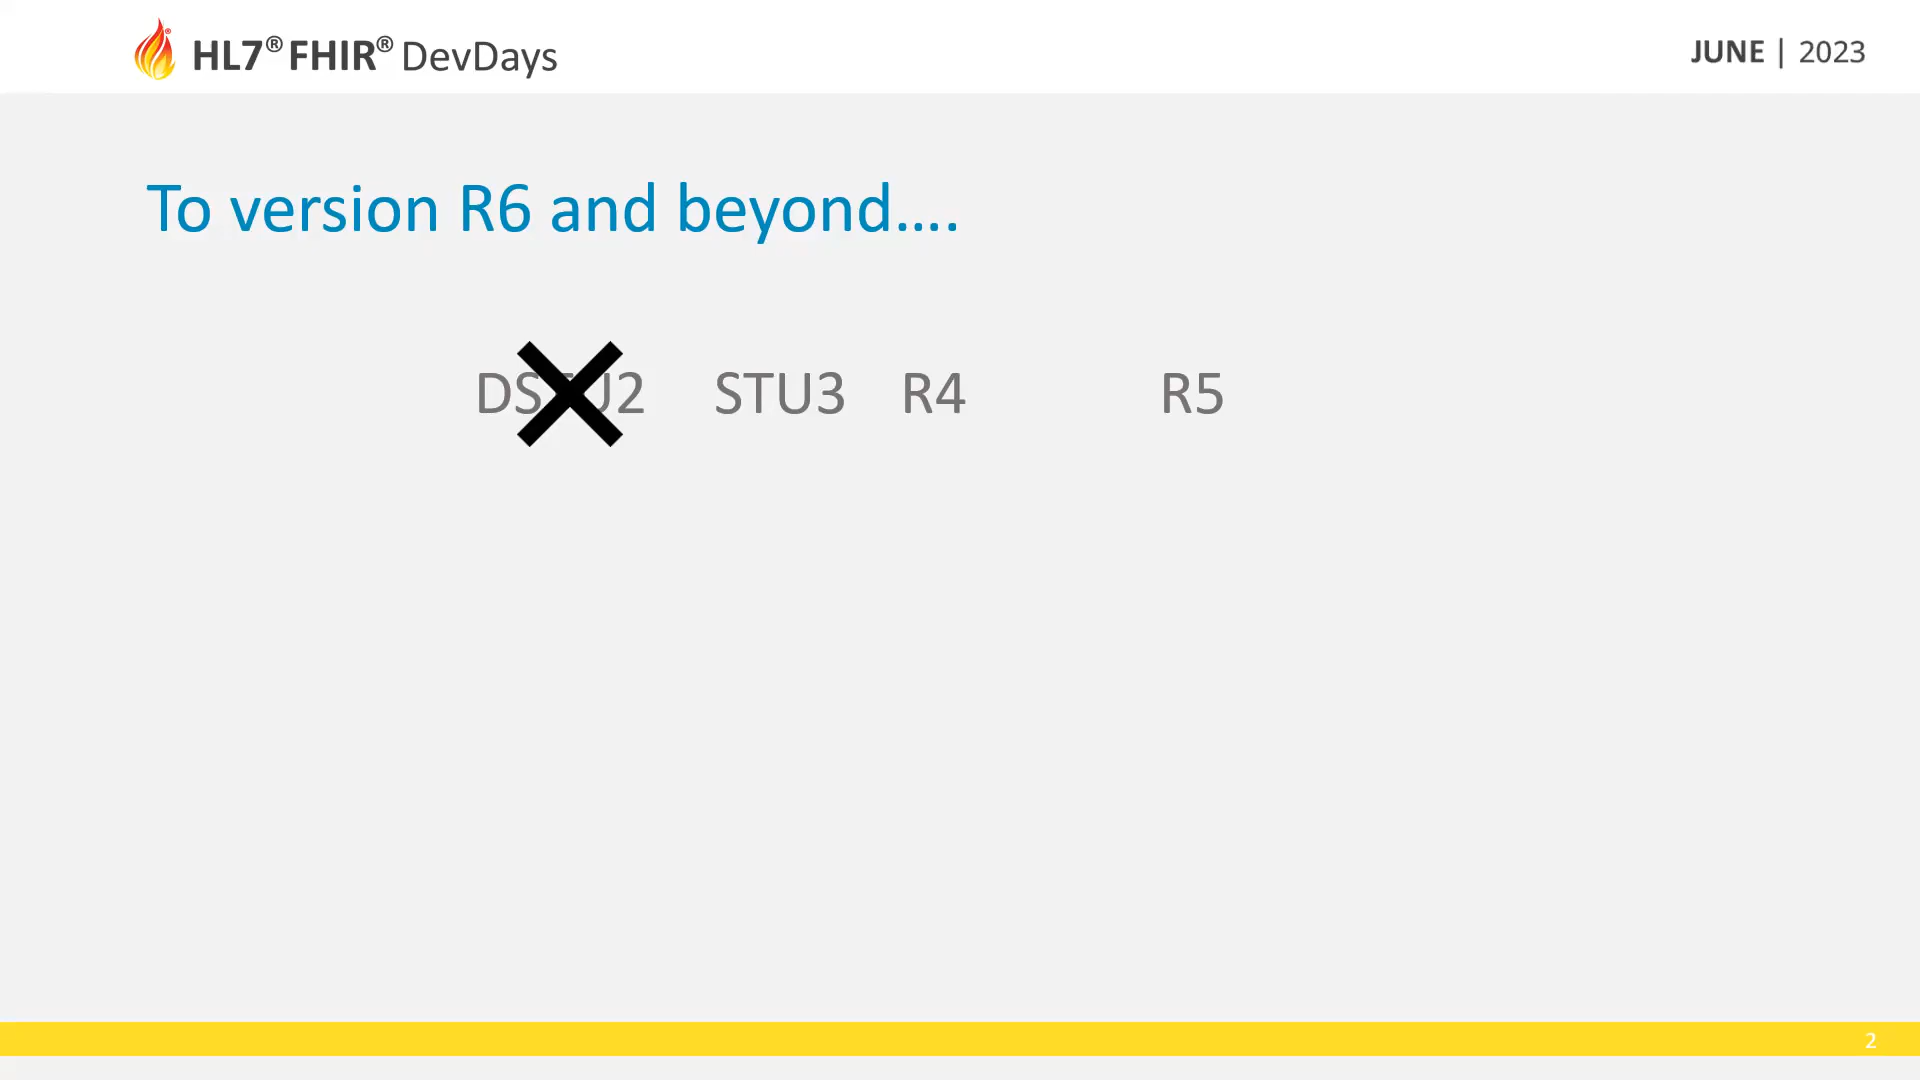 HL7® FHIR® DevDays
JUNE | 2023
To version R6 and beyond....
DSTU2 STU3 R4 R5
2